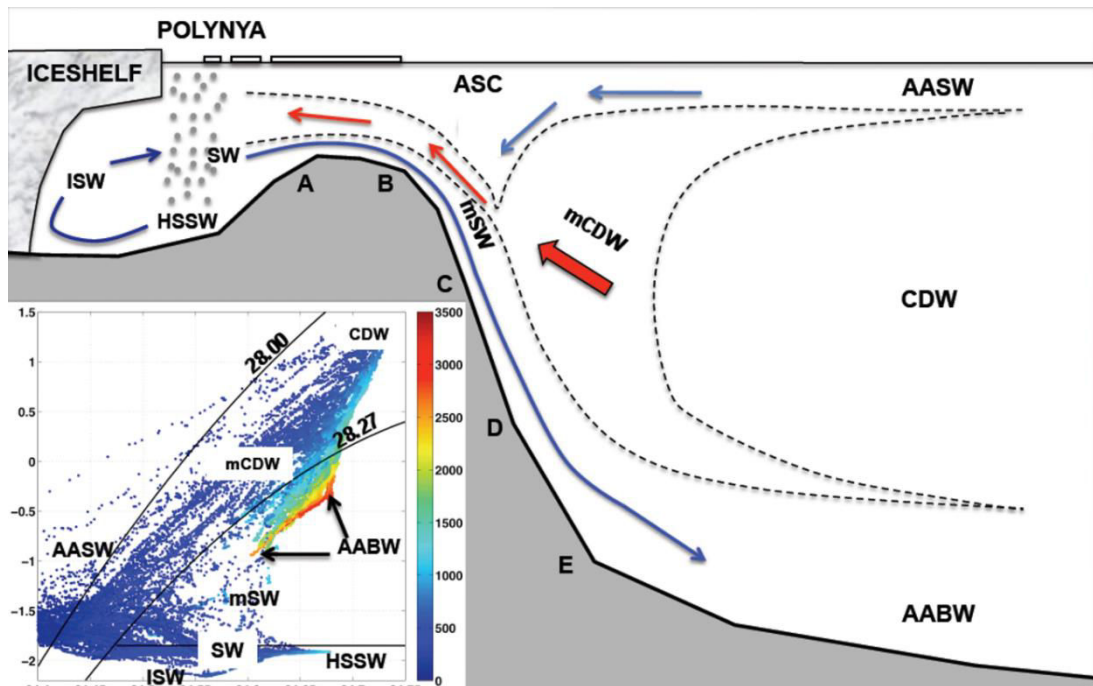 POLYNYA
ICESHELF
ASC
AASW
SW
ISW
HSSW
A
B
mSW
mCDW
CDW
C
D
E
AABW
1.5
1
0.5
0
−0.5
−1
−1.5
−2
28.00
28.27
CDW
mCDW
AASW
AABW
mSW
SW
HSSW
ISW
3500
3000
2500
2000
1500
1000
500
0